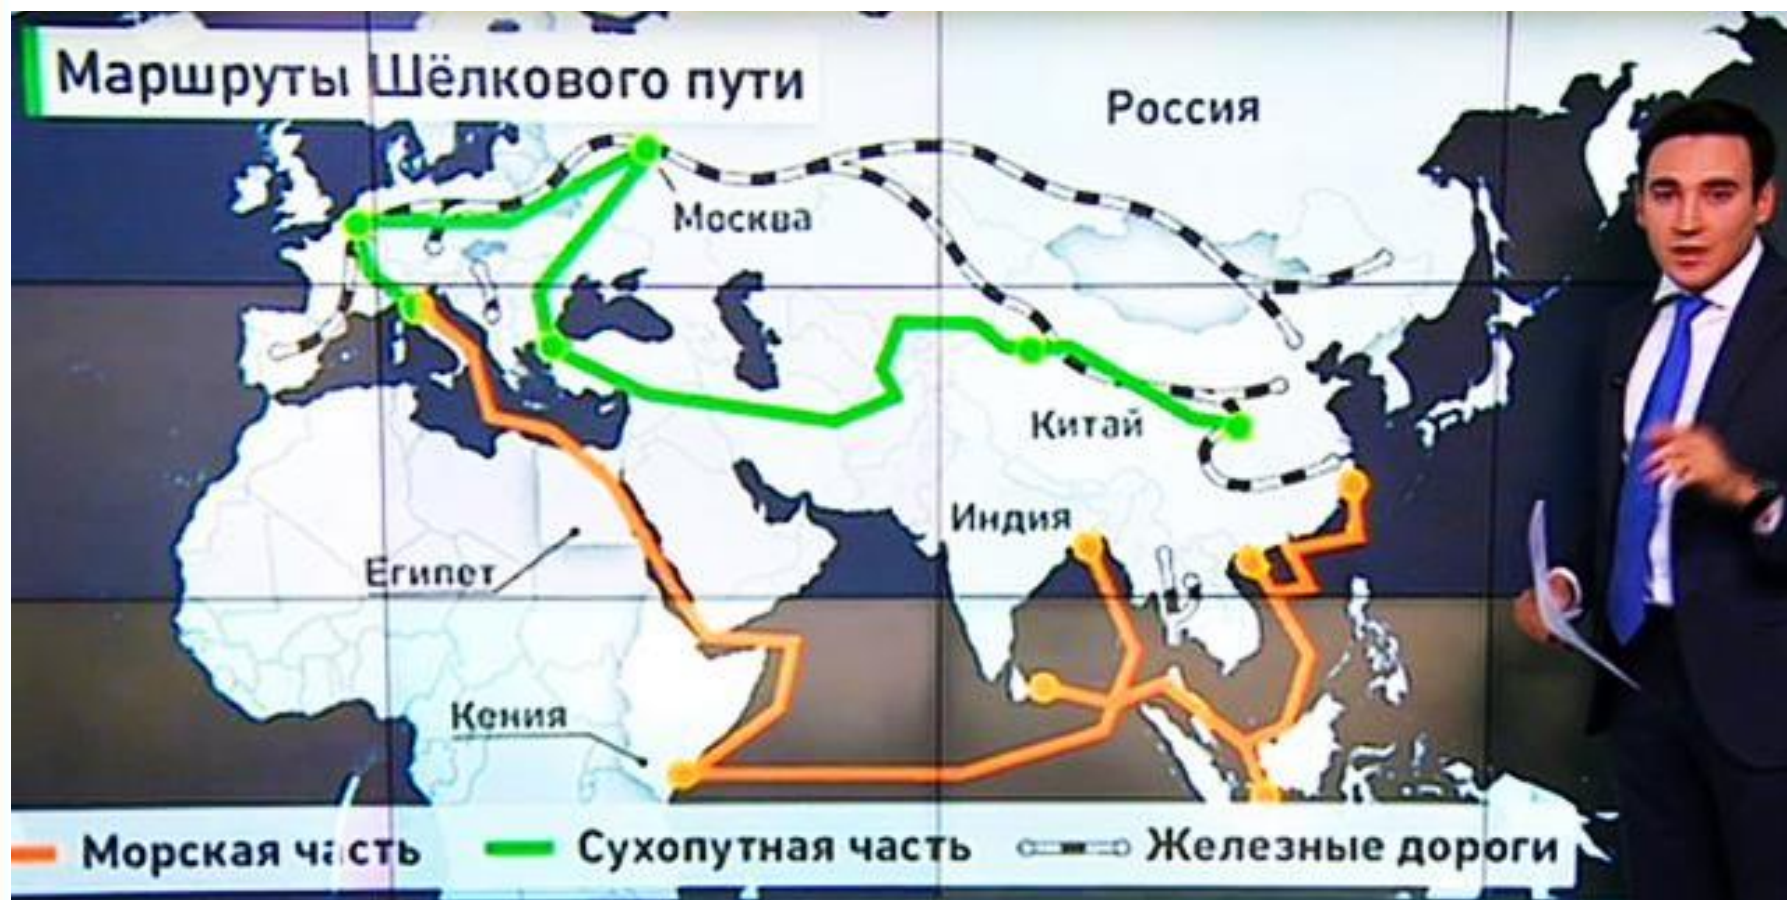 Маршруты Шёлкового пути
Россия
Москва
Китай
Индия
Египет
Кения
Морская часть
Сухопутная часть
Железные дороги